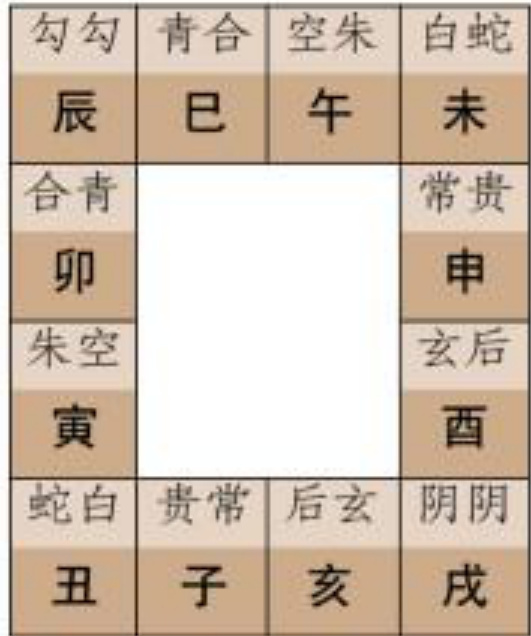 勾勾 青合 空朱 白蛇
辰 巳 午 未
合青 常贵
卯 申
朱空 玄后
寅 酉
蛇白 贵常 后玄 阴阴
丑 子 亥 戌